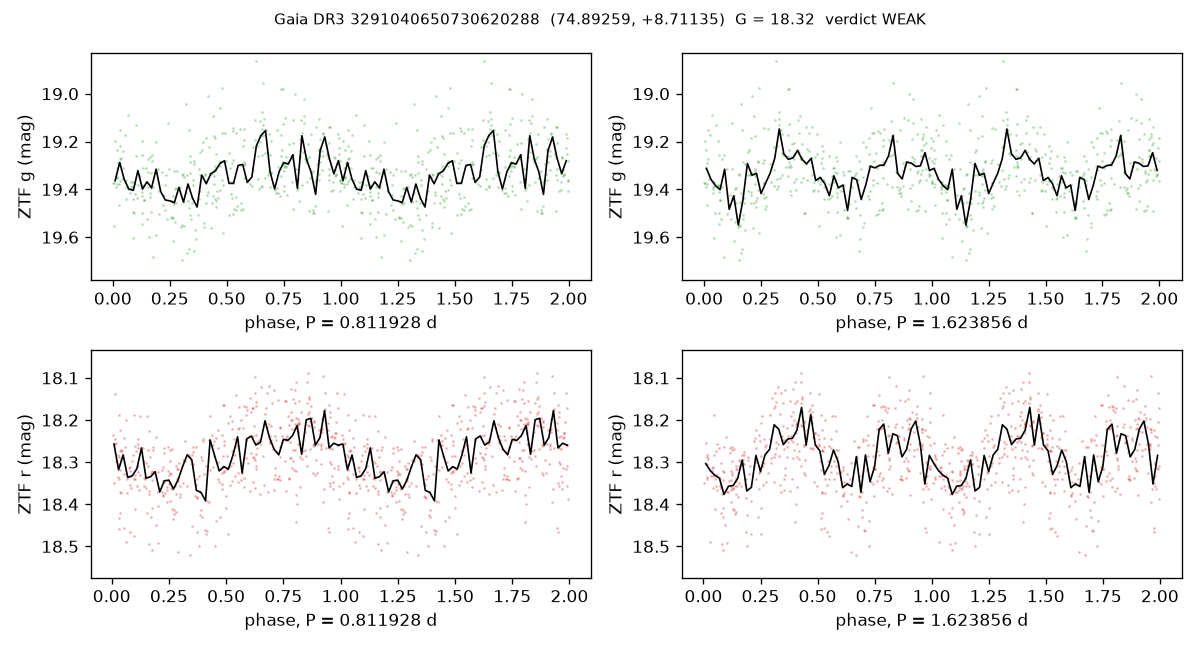 Gaia DR3 3291040650730620288 (74.89259, +8.71135) G = 18.32 verdict WEAK
ZTF g (mag)
19.0
19.2
19.4
19.6
0.00 0.25 0.50 0.75 1.00 1.25 1.50 1.75 2.00
phase, P = 0.811928 d
ZTF g (mag)
19.0
19.2
19.4
19.6
0.00 0.25 0.50 0.75 1.00 1.25 1.50 1.75 2.00
phase, P = 1.623856 d
ZTF r (mag)
18.1
18.2
18.3
18.4
18.5
0.00 0.25 0.50 0.75 1.00 1.25 1.50 1.75 2.00
phase, P = 0.811928 d
ZTF r (mag)
18.1
18.2
18.3
18.4
18.5
0.00 0.25 0.50 0.75 1.00 1.25 1.50 1.75 2.00
phase, P = 1.623856 d